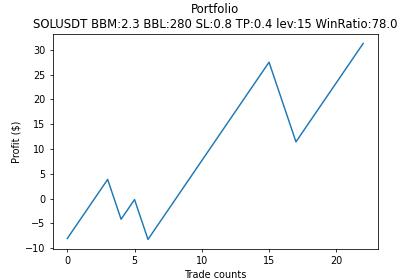 Portfolio
SOLUSDT BBM:2.3 BBL:280 SL:0.8 TP:0.4 lev:15 WinRatio:78.0
30
25
20
15
10
5
0
−5
−10
Profit ($)
0 5 10 15 20
Trade counts